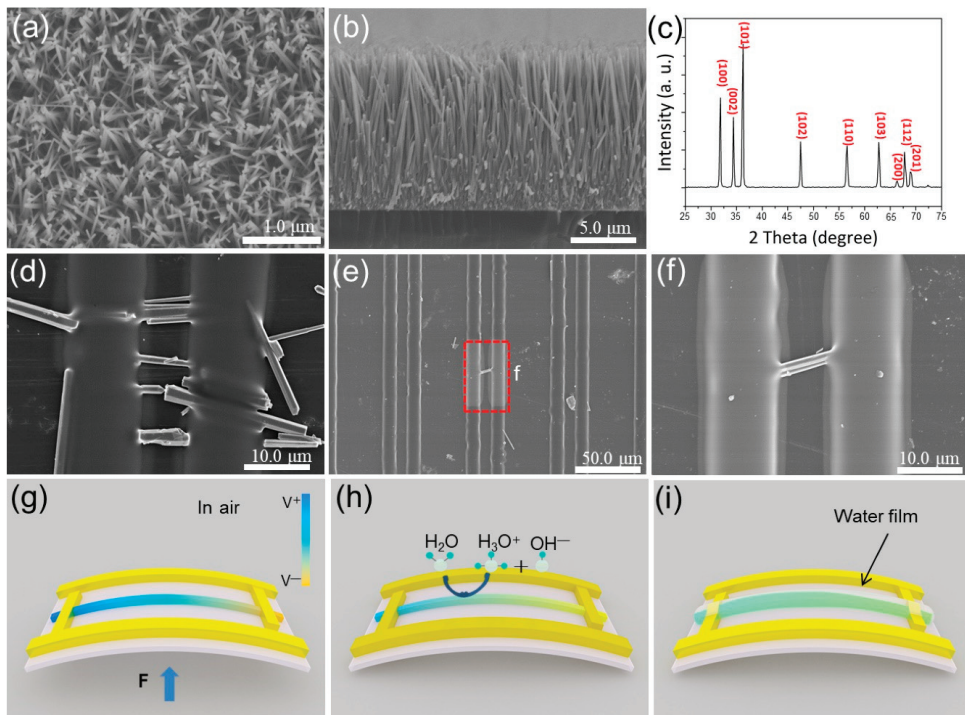 (a)
1.0 μm
(b)
5.0 μm
(c)
Intensity (a. u.)
(100)
(002)
(101)
(102)
(110)
(103)
(200)
(112)
(201)
25 30 35 40 45 50 55 60 65 70 75
2 Theta (degree)
(d)
10.0 μm
(e)
f
50.0 μm
(f)
10.0 μm
(g)
In air
V⁺
V—
F
(h)
H₂O
H₃O⁺
+
OH—
(i)
Water film